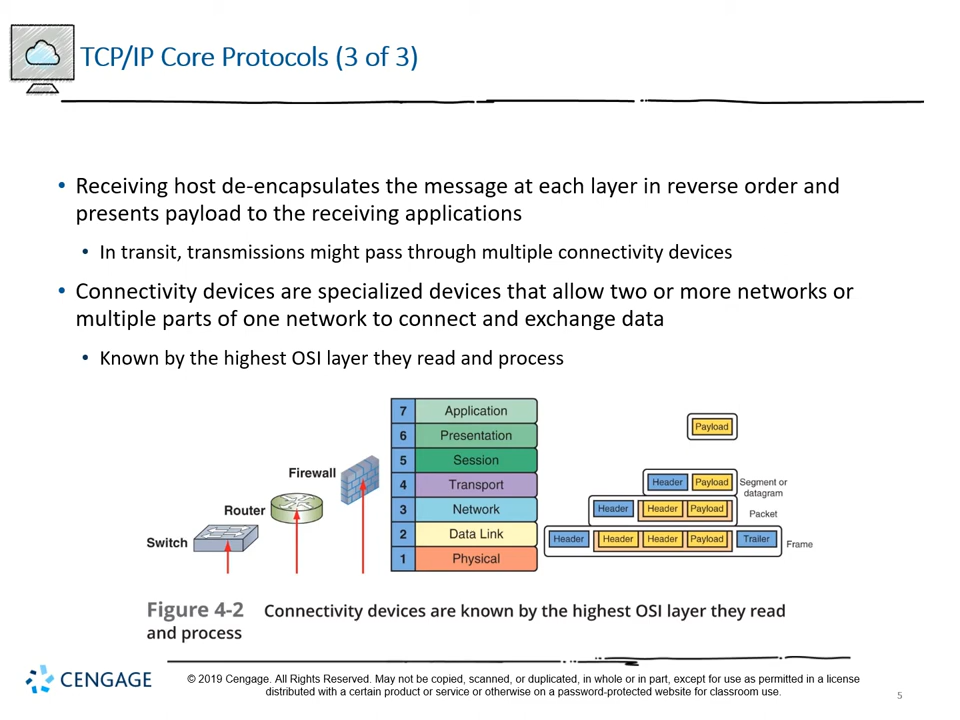 TCP/IP Core Protocols (3 of 3)
• Receiving host de-encapsulates the message at each layer in reverse order and
presents payload to the receiving applications
• In transit, transmissions might pass through multiple connectivity devices
• Connectivity devices are specialized devices that allow two or more networks or
multiple parts of one network to connect and exchange data
• Known by the highest OSI layer they read and process
7 Application
6 Presentation
5 Session
4 Transport
3 Network
2 Data Link
1 Physical
Firewall
Router
Switch
Payload
Header Payload Segment or
datagram
Header Header Payload Packet
Header Header Header Payload Trailer Frame
Figure 4-2 Connectivity devices are known by the highest OSI layer they read
and process
CENGAGE
© 2019 Cengage. All Rights Reserved. May not be copied, scanned, or duplicated, in whole or in part, except for use as permitted in a license
distributed with a certain product or service or otherwise on a password-protected website for classroom use.
5